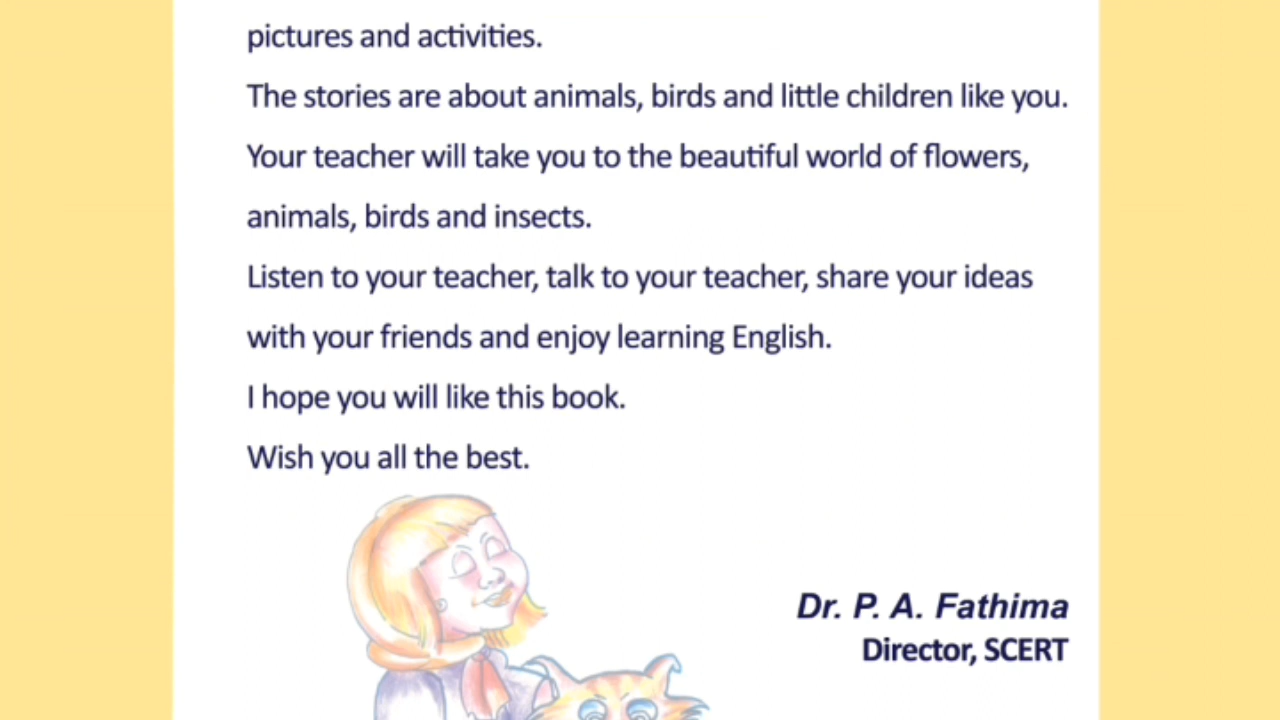 pictures and activities.
The stories are about animals, birds and little children like you.
Your teacher will take you to the beautiful world of flowers,
animals, birds and insects.
Listen to your teacher, talk to your teacher, share your ideas
with your friends and enjoy learning English.
I hope you will like this book.
Wish you all the best.
Dr. P. A. Fathima
Director, SCERT